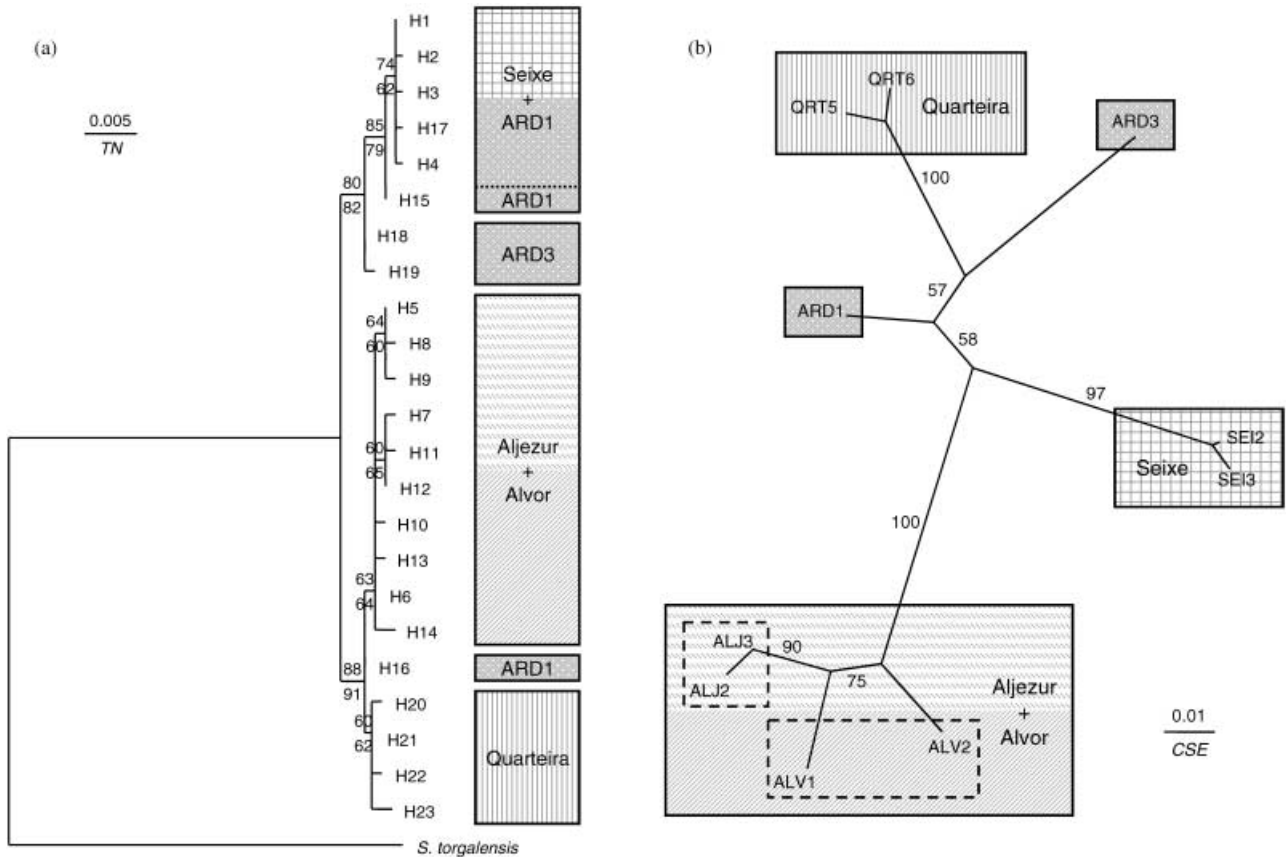 (a)
0.005
TN
H1
H2
74
62
H3
85
H17
79
H4
80
H15
82
H18
H19
H5
64
60
H8
H9
H7
60
H11
65
H12
H10
H13
63
H6
64
H14
88
H16
91
H20
60
H21
62
H22
H23
S. torgalensis
Seixe
+
ARD1
ARD1
ARD3
Aljezur
+
Alvor
ARD1
Quarteira
(b)
QRT6
QRT5
Quarteira
ARD3
100
57
ARD1
58
97
SEI2
Seixe
SEI3
100
ALJ3
90
ALJ2
75
Aljezur
+
Alvor
ALV2
ALV1
0.01
CSE